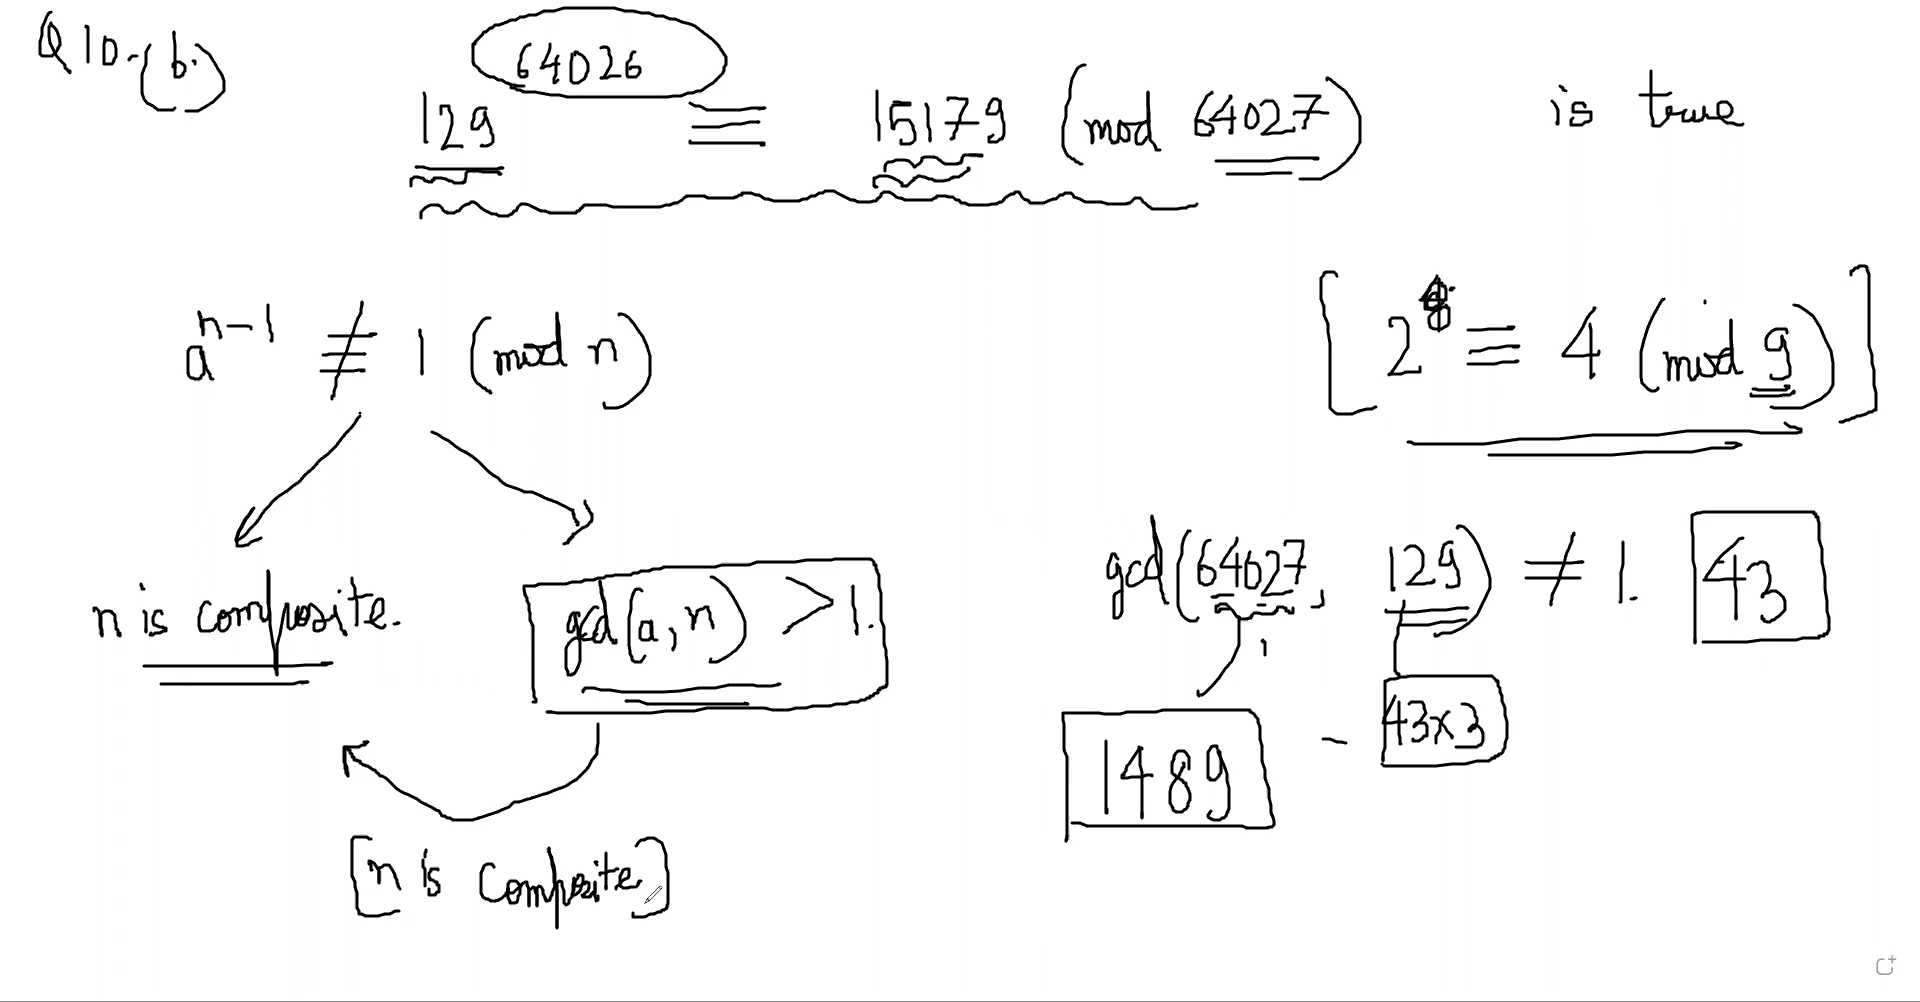 Q10.(b.)
129^64026 ≡ 15179 (mod 64027) is true
a^n-1 ≢ 1 (mod n)
[2^8 ≡ 4 (mod 9)]
gcd(64027, 129) ≠ 1. 43
n is composite.
gcd(a, n) > 1.
1489 - 43x3
[n is composite]